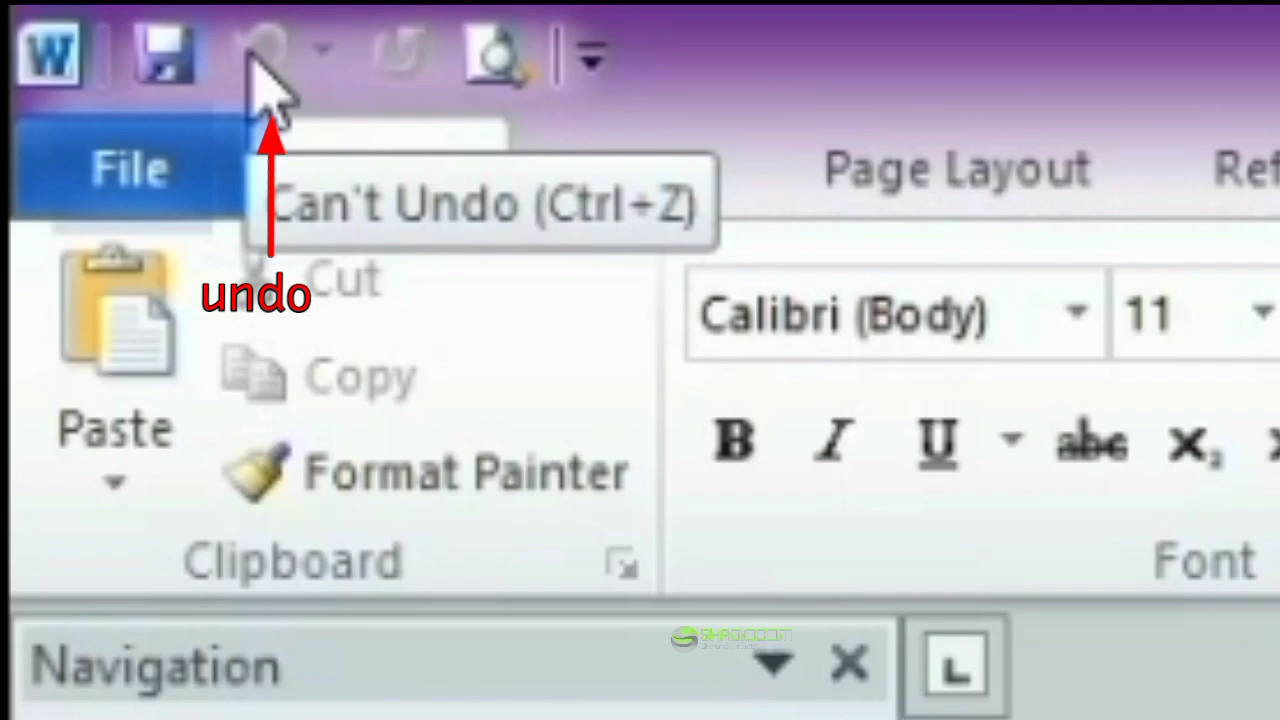 W
File
Page Layout
Ref
Can't Undo (Ctrl+Z)
undo
Cut
Calibri (Body)
11
Copy
Paste
B I U abc x₂
Format Painter
Clipboard
Font
Navigation